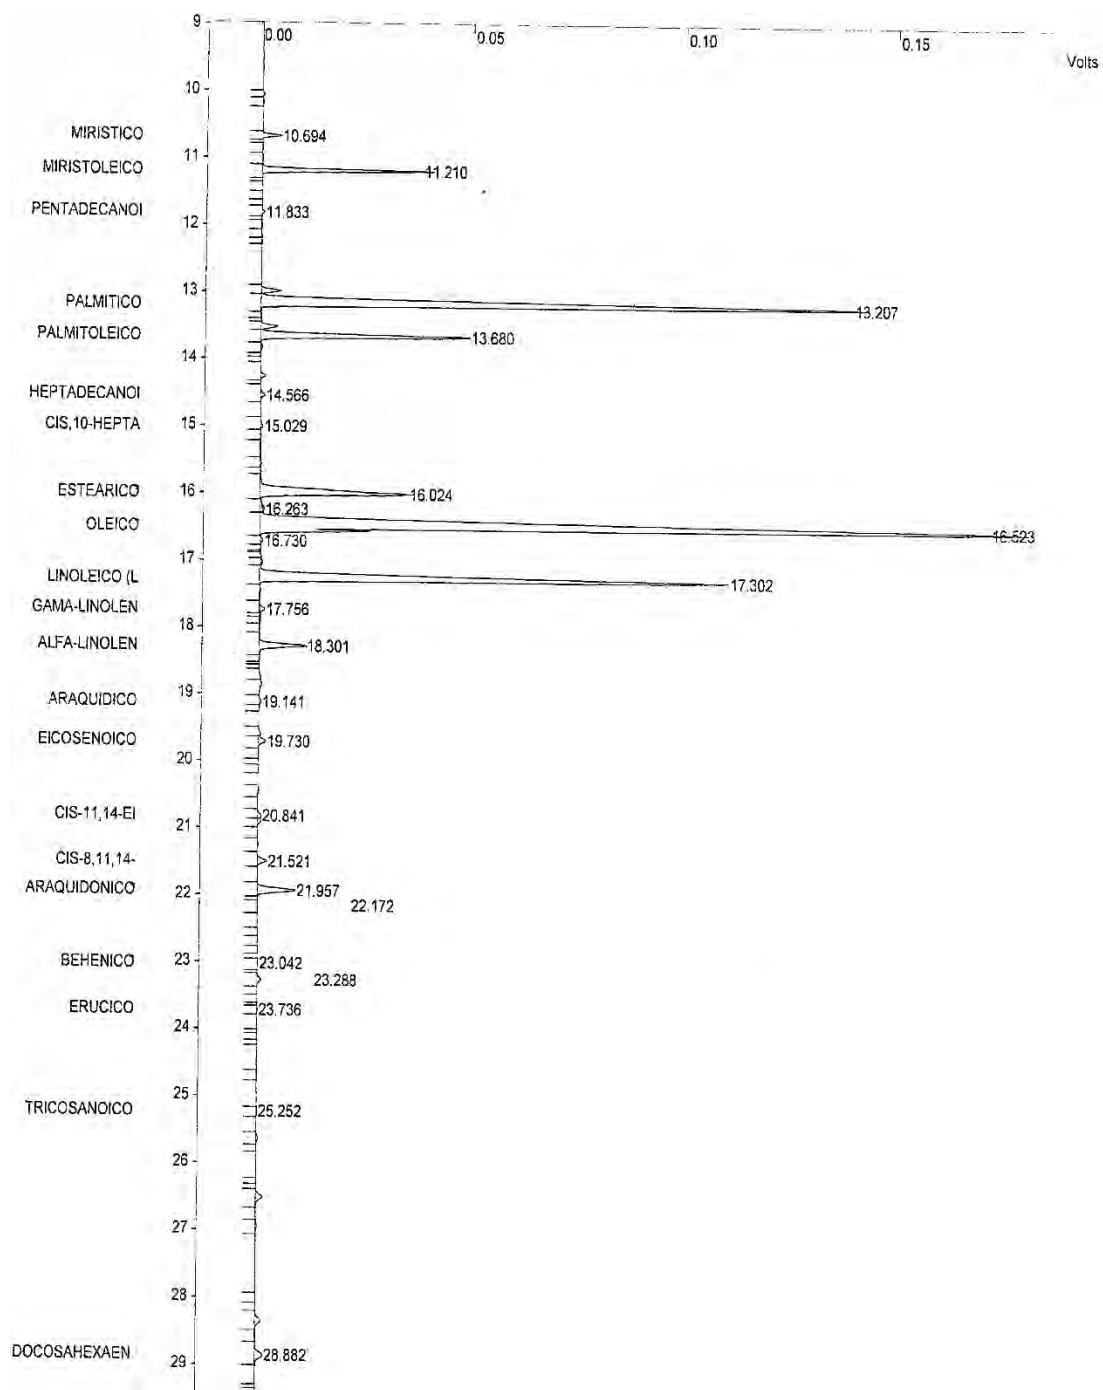 9
0.00 0.05 0.10 0.15
Volts
10
MIRISTICO 10.694
11
MIRISTOLEICO 11.210
PENTADECANOI 11.833
12
13
PALMITICO 13.207
PALMITOLEICO 13.680
14
HEPTADECANOI 14.566
CIS,10-HEPTA 15 15.029
ESTEARICO 16 16.024
16.263
OLEICO 16.523
16.730
17
LINOLEICO (L 17.302
GAMA-LINOLEN 17.756
18
ALFA-LINOLEN 18.301
19
ARAQUIDICO 19.141
EICOSENOICO 19.730
20
CIS-11,14-EI 20.841
21
CIS-8,11,14- 21.521
ARAQUIDONICO 22 21.957
22.172
BEHENICO 23 23.042
23.288
ERUCICO 23.736
24
25
TRICOSANOICO 25.252
26
27
28
DOCOSAHEXAEN 28.882
29